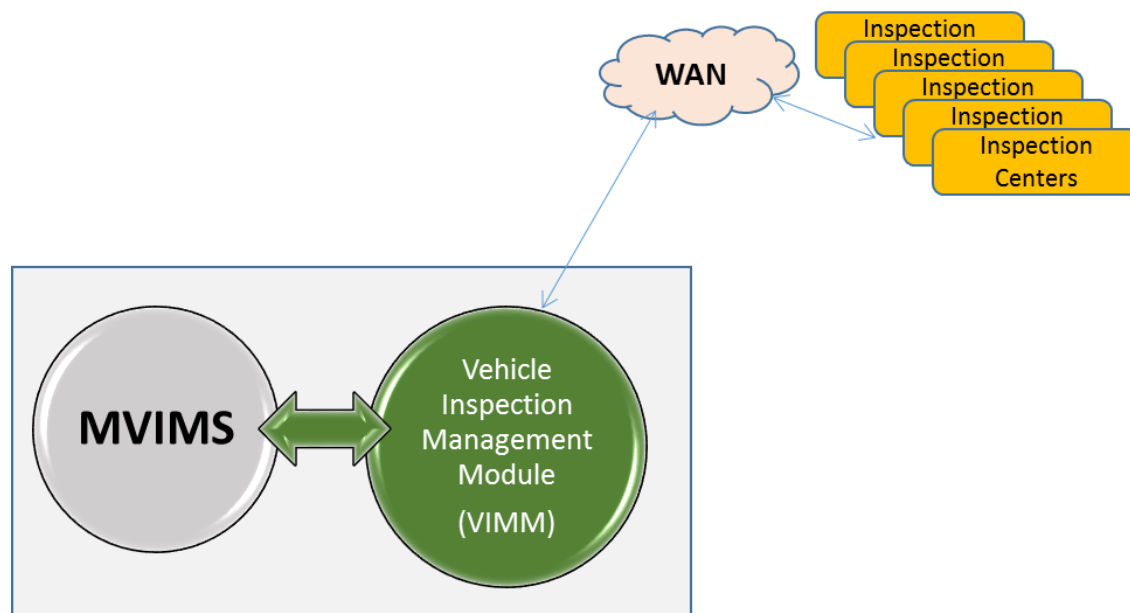 WAN
Inspection
Inspection
Inspection
Inspection
Inspection
Centers
MVIMS
Vehicle
Inspection
Management
Module
(VIMM)